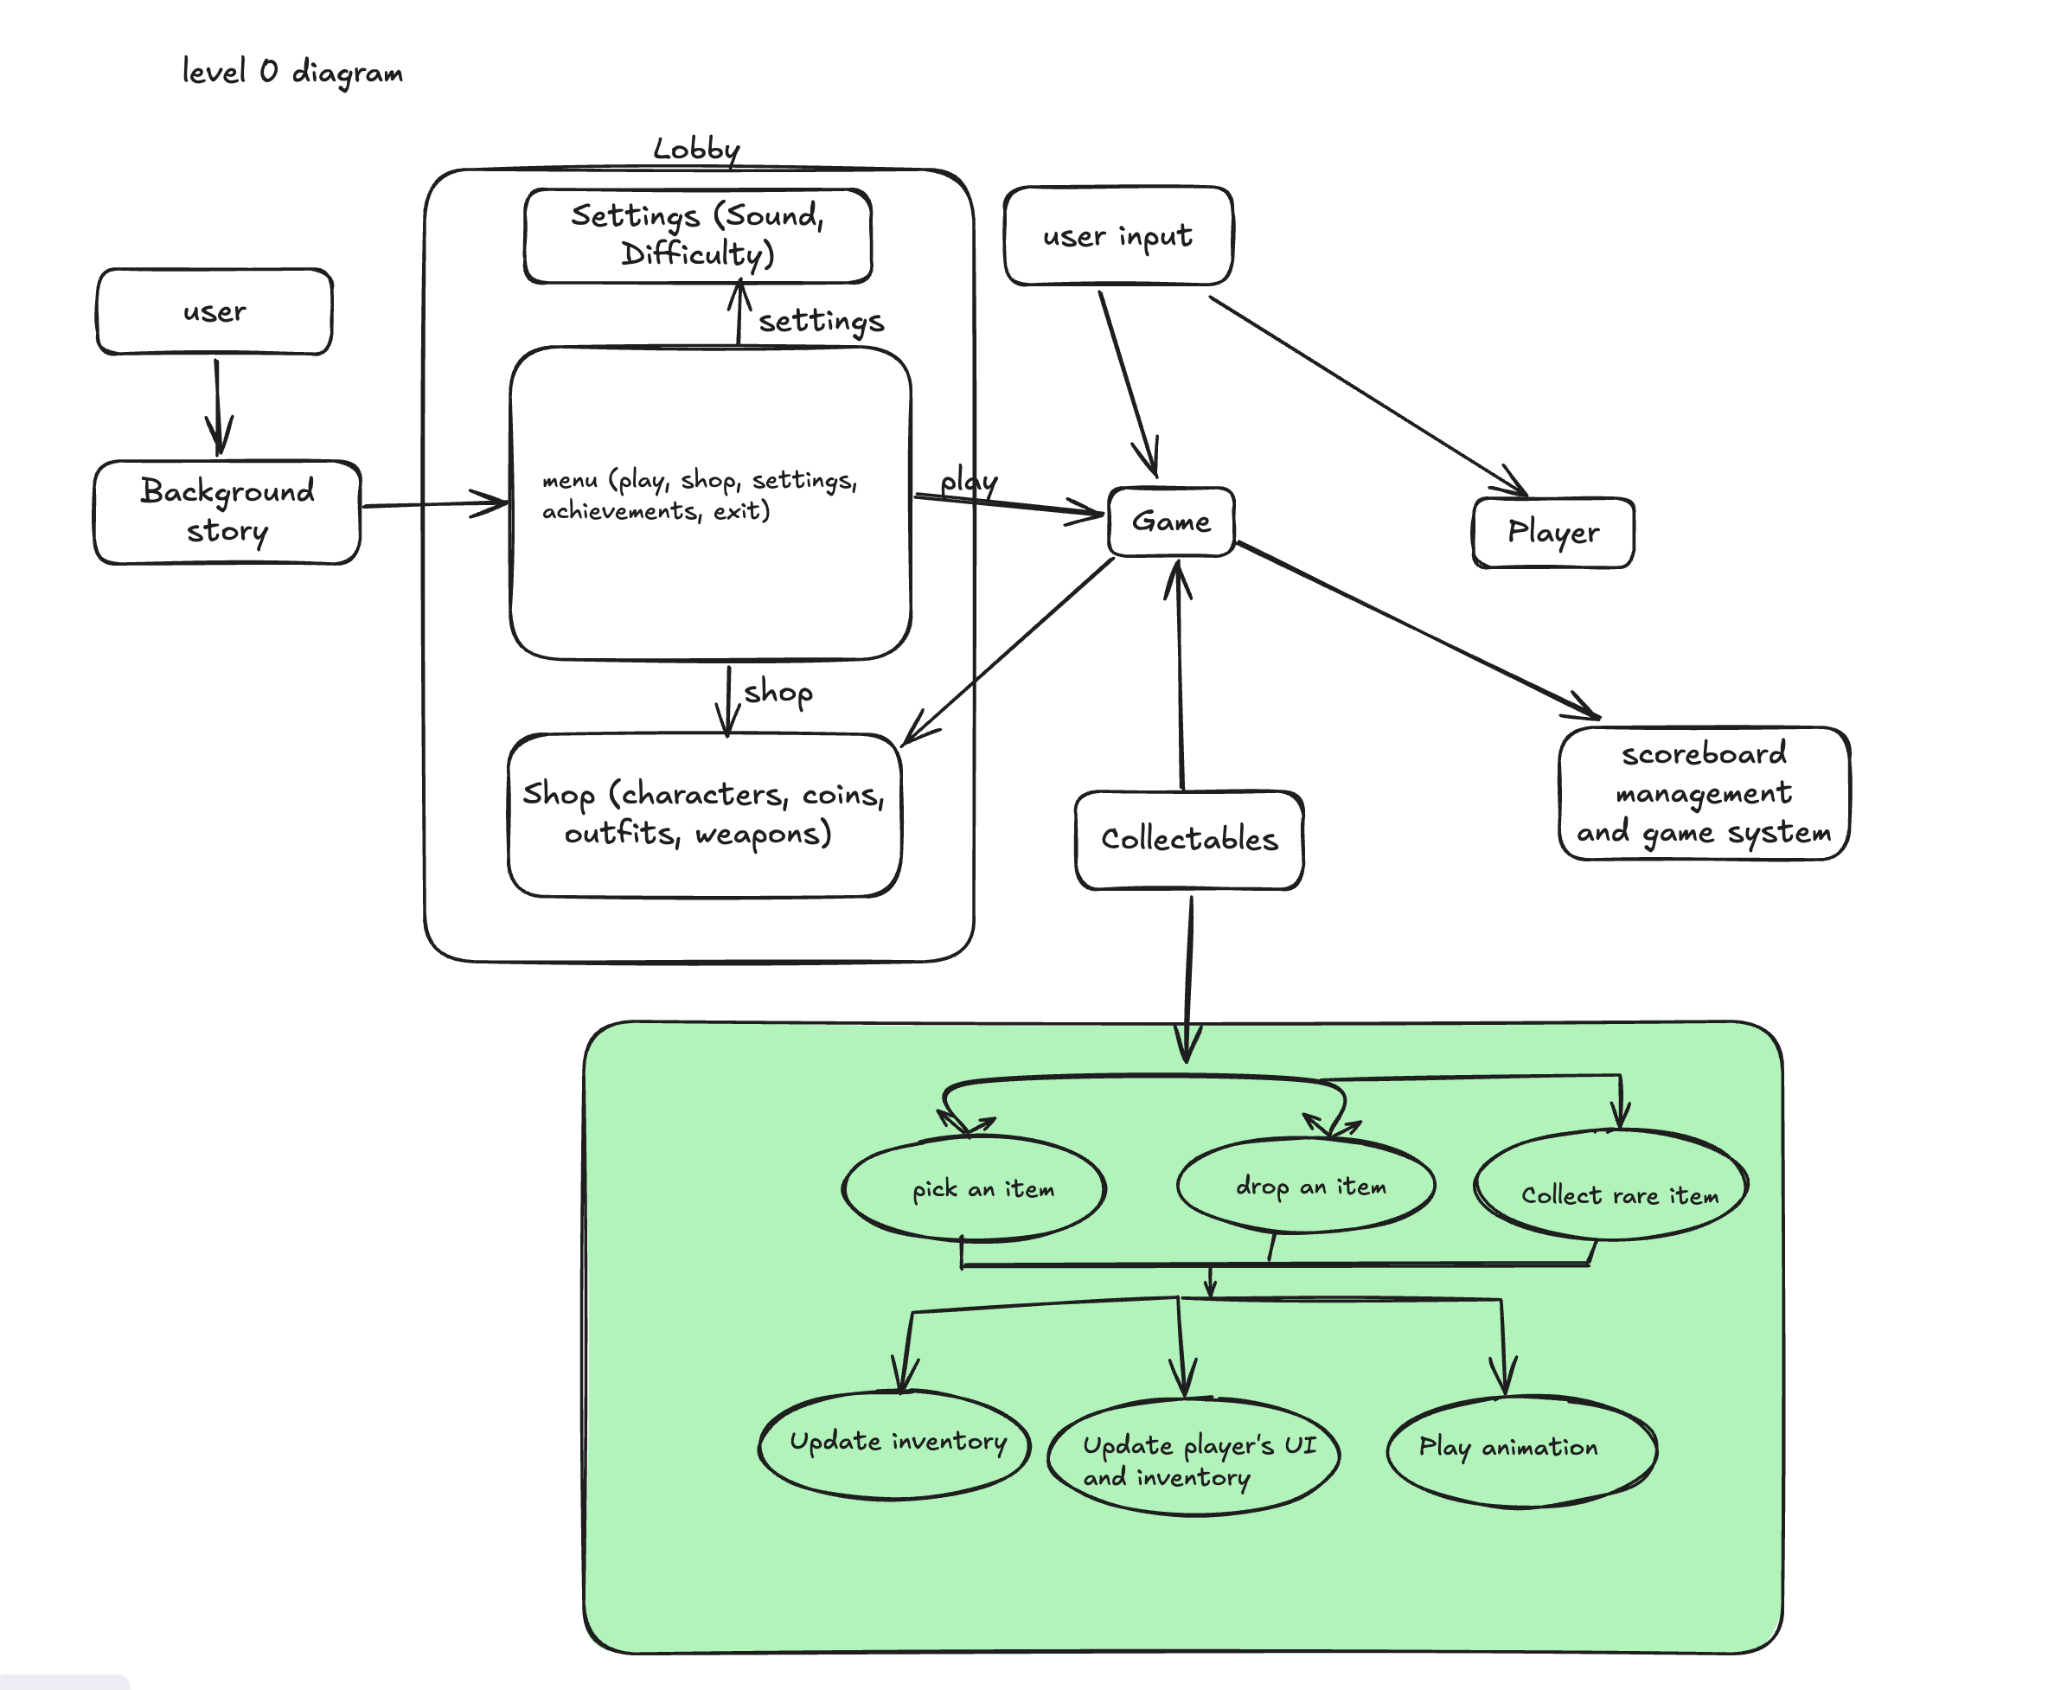 level 0 diagram
Lobby
Settings (Sound,
Difficulty)
user input
user
settings
Background
story
menu (play, shop, settings,
achievements, exit)
play
Game
Player
shop
Shop (characters, coins,
outfits, weapons)
Collectables
scoreboard
management
and game system
pick an item
drop an item
Collect rare item
Update inventory
Update player's UI
and inventory
Play animation